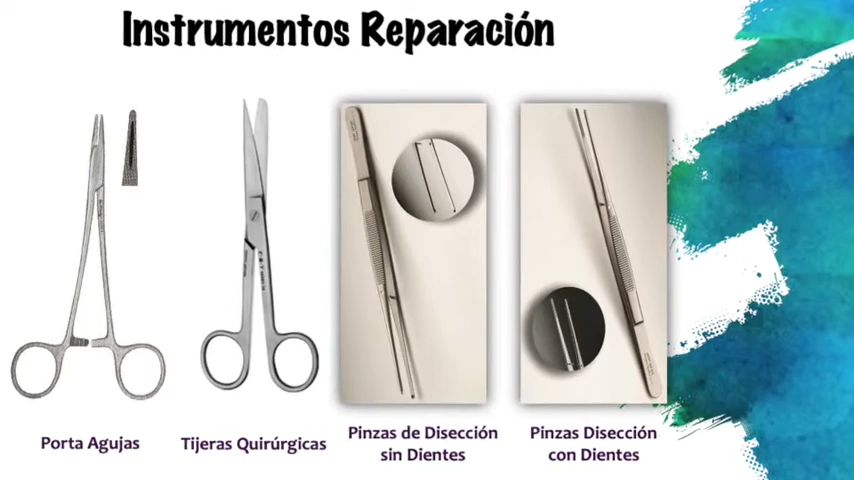 Instrumentos Reparación
Porta Agujas
Tijeras Quirúrgicas
Pinzas de Disección
sin Dientes
Pinzas Disección
con Dientes